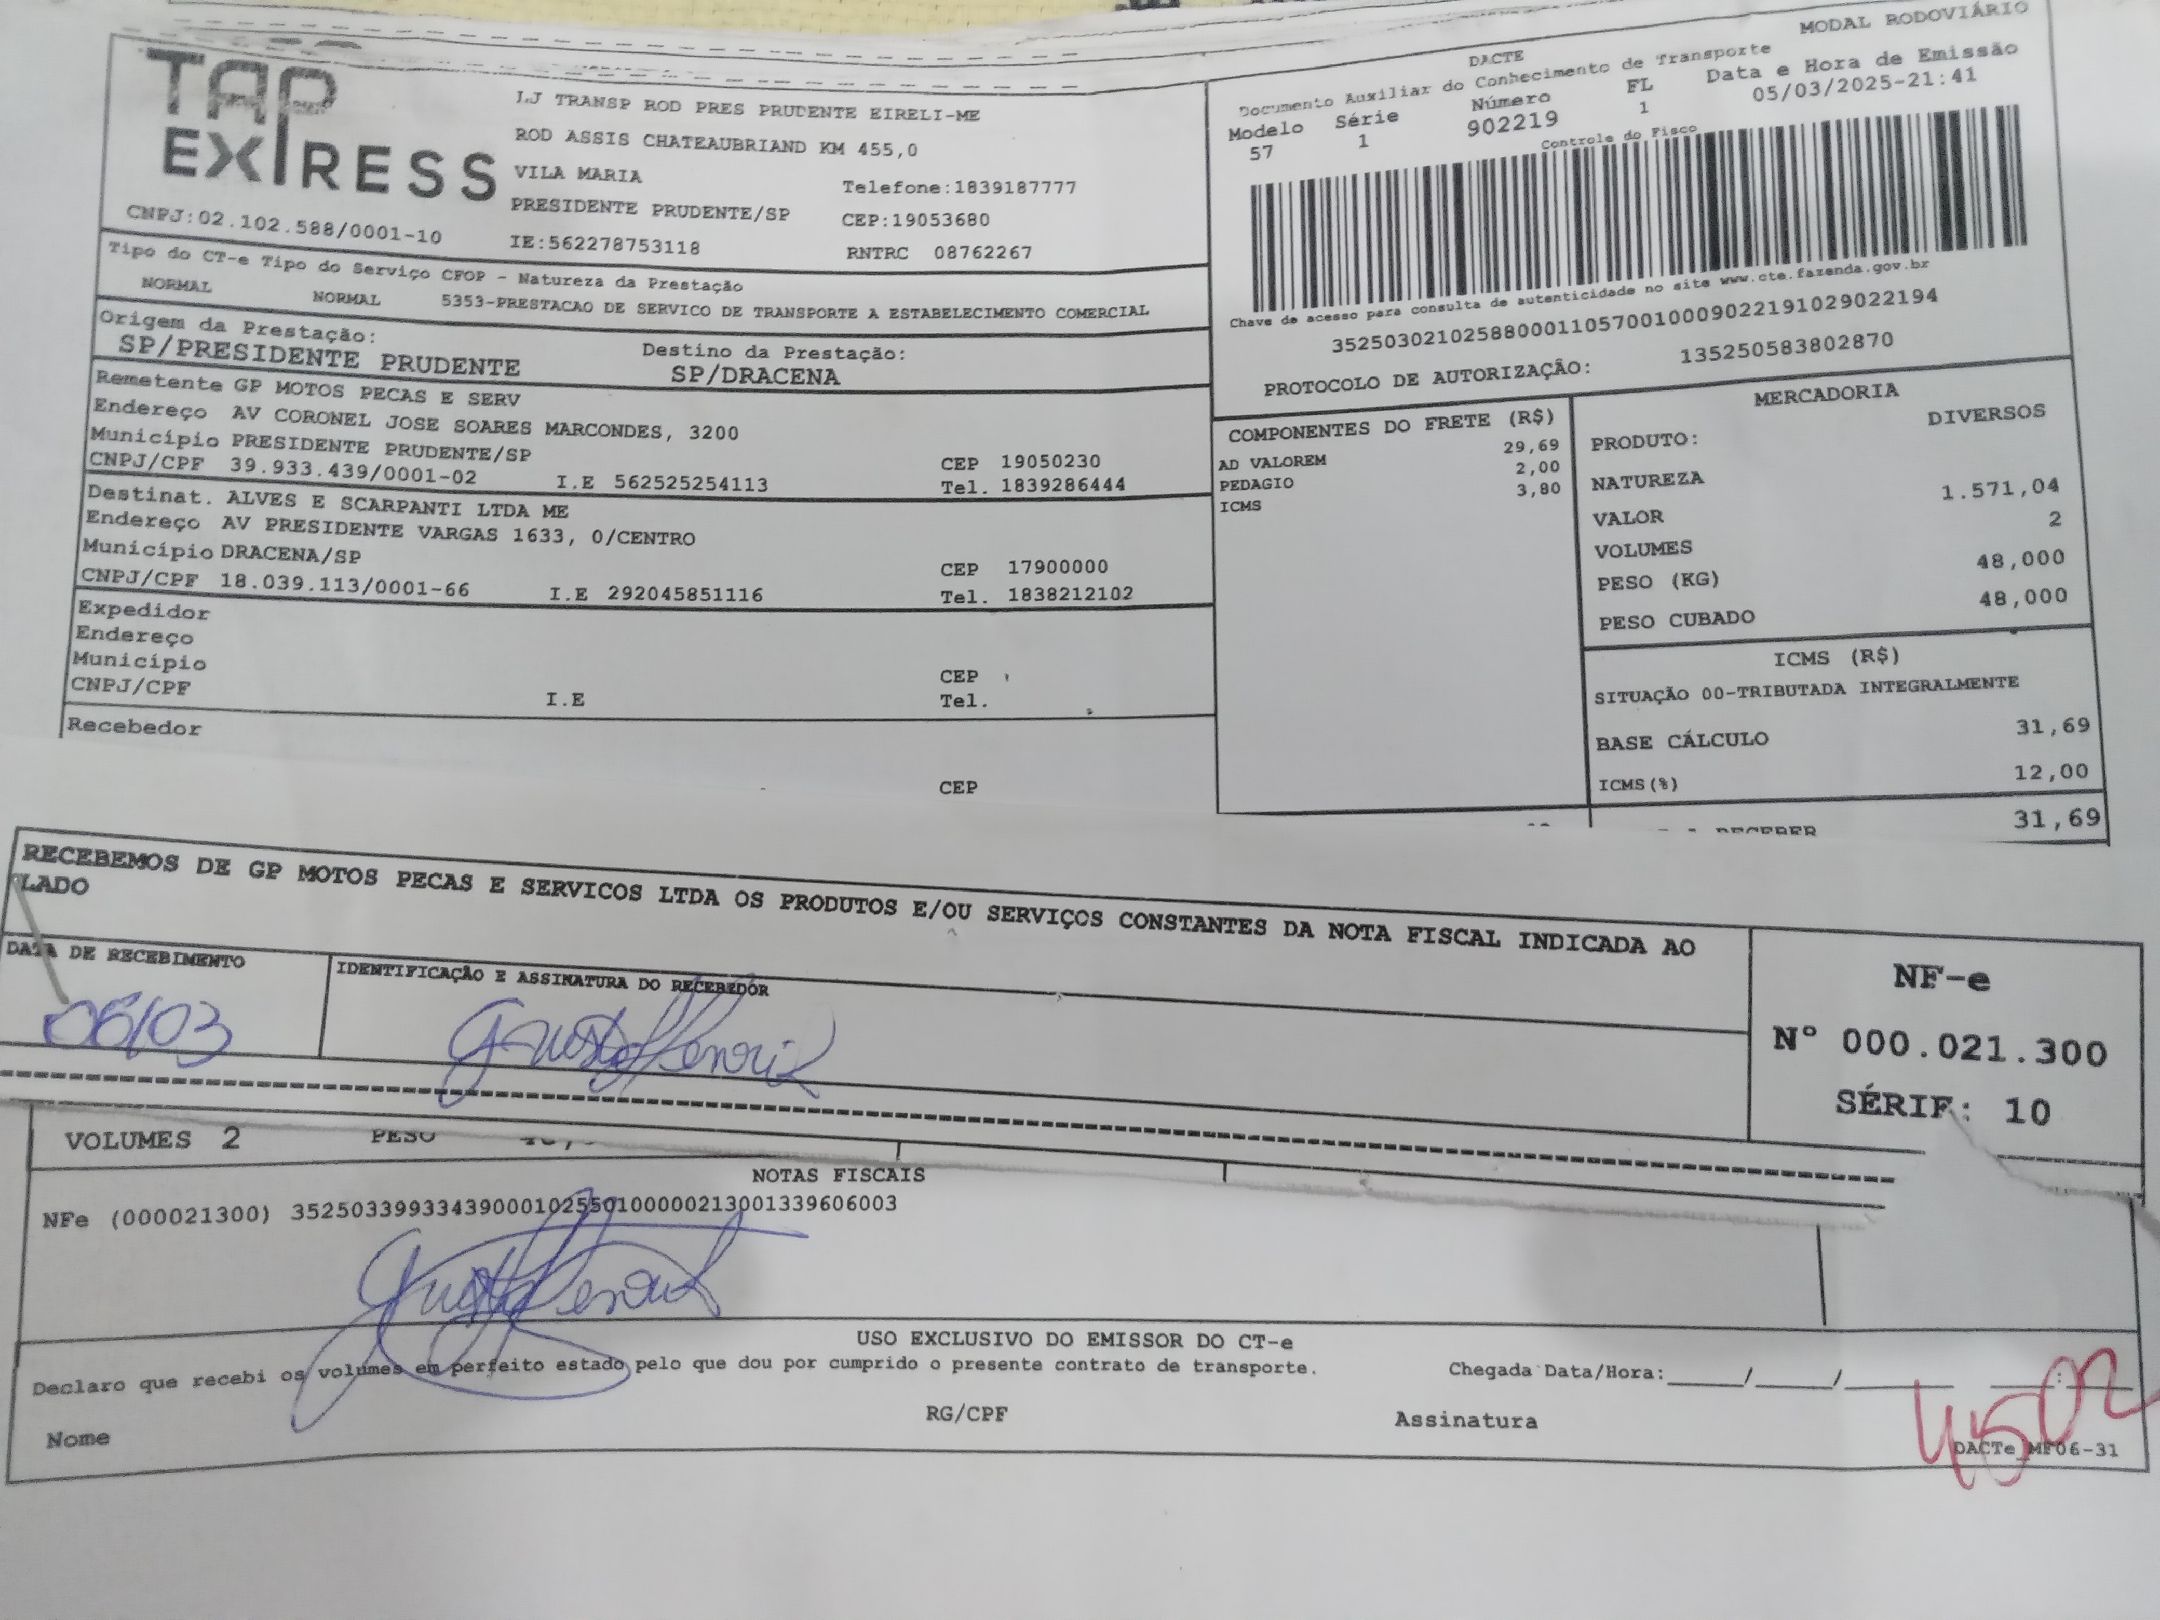 TAP
EXPRESS
CNPJ:02.102.588/0001-10
LJ TRANSP ROD PRES PRUDENTE EIRELI-ME
ROD ASSIS CHATEAUBRIAND KM 455,0
VILA MARIA
Telefone:1839187777
PRESIDENTE PRUDENTE/SP
CEP:19053680
IE:562278753118
RNTRC 08762267
MODAL RODOVIÁRIO
DACTE
Documento Auxiliar do Conhecimento de Transporte
Modelo Série Número FL Data e Hora de Emissão
57 1 902219 1 05/03/2025-21:41
Controle do Fisco
Chave de acesso para consulta de autenticidade no site www.cte.fazenda.gov.br
35250302102588000110570010009022191029022194
PROTOCOLO DE AUTORIZAÇÃO: 135250583802870
Tipo do CT-e Tipo do Serviço CFOP - Natureza da Prestação
NORMAL NORMAL 5353-PRESTACAO DE SERVICO DE TRANSPORTE A ESTABELECIMENTO COMERCIAL
Origem da Prestação: Destino da Prestação:
SP/PRESIDENTE PRUDENTE SP/DRACENA
Remetente GP MOTOS PECAS E SERV
Endereço AV CORONEL JOSE SOARES MARCONDES, 3200
Município PRESIDENTE PRUDENTE/SP CEP 19050230
CNPJ/CPF 39.933.439/0001-02 I.E 562525254113 Tel. 1839286444
Destinat. ALVES E SCARPANTI LTDA ME
Endereço AV PRESIDENTE VARGAS 1633, 0/CENTRO
Município DRACENA/SP CEP 17900000
CNPJ/CPF 18.039.113/0001-66 I.E 292045851116 Tel. 1838212102
Expedidor
Endereço
Município CEP
CNPJ/CPF I.E Tel.
Recebedor
CEP
COMPONENTES DO FRETE (R$)
AD VALOREM 29,69
PEDAGIO 2,00
ICMS 3,80
MERCADORIA
PRODUTO: DIVERSOS
NATUREZA
VALOR 1.571,04
VOLUMES 2
PESO (KG) 48,000
PESO CUBADO 48,000
ICMS (R$)
SITUAÇÃO 00-TRIBUTADA INTEGRALMENTE
BASE CÁLCULO 31,69
ICMS(%) 12,00
RECEBER 31,69
RECEBEMOS DE GP MOTOS PECAS E SERVICOS LTDA OS PRODUTOS E/OU SERVIÇOS CONSTANTES DA NOTA FISCAL INDICADA AO
LADO
DATA DE RECEBIMENTO
IDENTIFICAÇÃO E ASSINATURA DO RECEBEDOR
06/03
NF-e
N° 000.021.300
SÉRIE: 10
VOLUMES 2 PESO
NOTAS FISCAIS
NFe (000021300) 35250339933439000102550100000213001339606003
USO EXCLUSIVO DO EMISSOR DO CT-e
Declaro que recebi os volumes em perfeito estado pelo que dou por cumprido o presente contrato de transporte.
Chegada Data/Hora:_____/_____/_______ ___:___
Nome RG/CPF Assinatura
DACTe_MF06-31